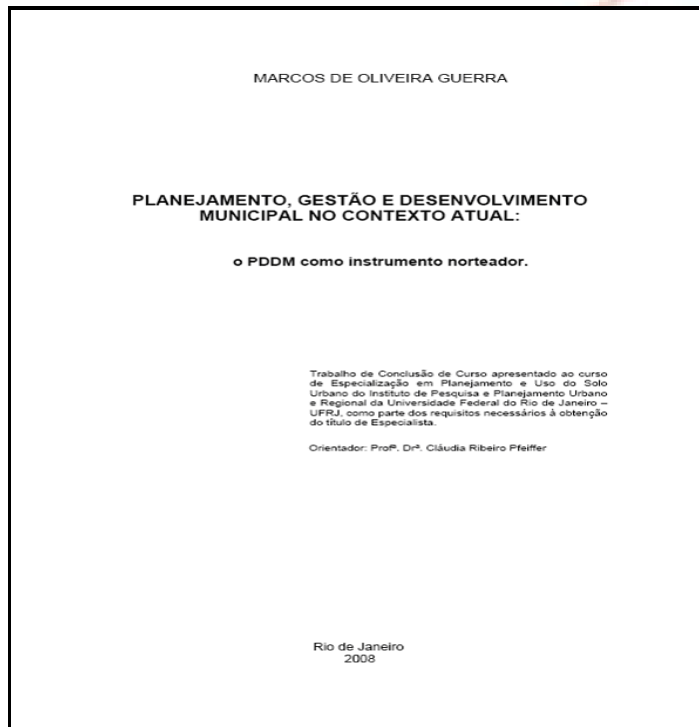 MARCOS DE OLIVEIRA GUERRA
PLANEJAMENTO, GESTÃO E DESENVOLVIMENTO
MUNICIPAL NO CONTEXTO ATUAL:
o PDDM como instrumento norteador.
Trabalho de Conclusão de Curso apresentado ao curso
de Especialização em Planejamento e Uso do Solo
Urbano do Instituto de Pesquisa e Planejamento Urbano
e Regional da Universidade Federal do Rio de Janeiro –
UFRJ, como parte dos requisitos necessários à obtenção
do título de Especialista.
Orientador: Profª. Drª. Cláudia Ribeiro Pfeiffer
Rio de Janeiro
2008